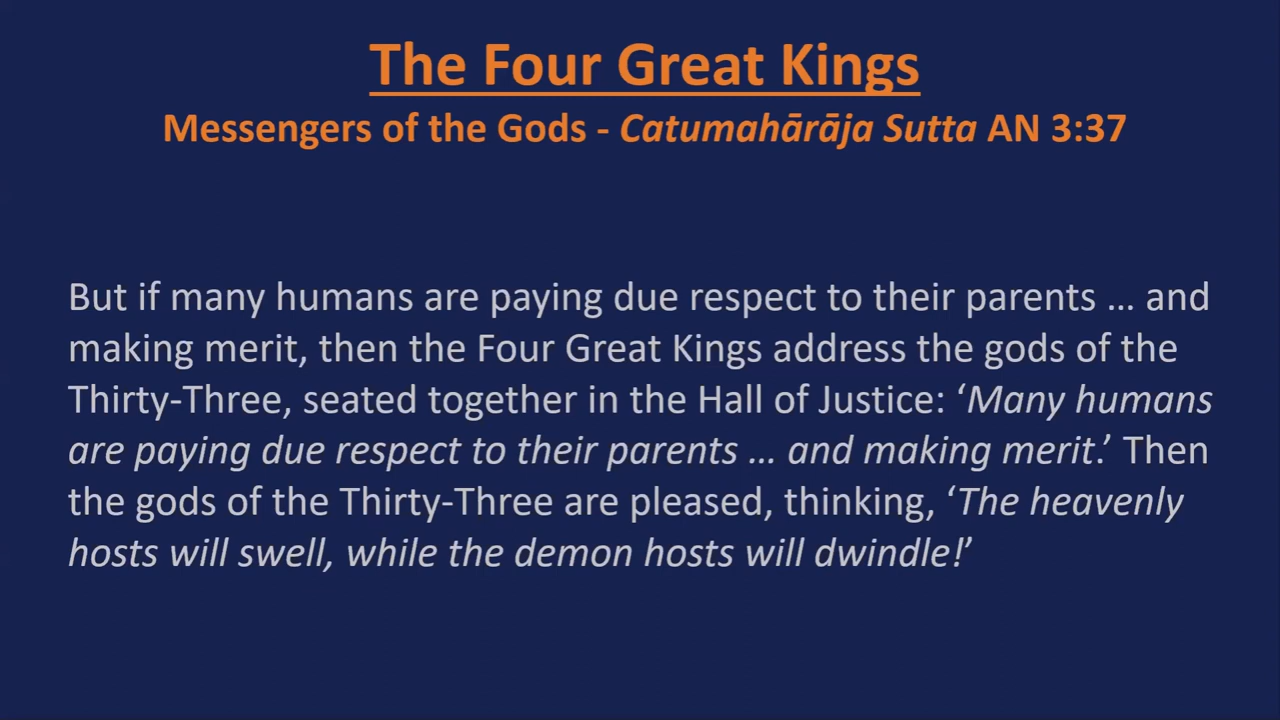 The Four Great Kings
Messengers of the Gods - Catumahārāja Sutta AN 3:37
But if many humans are paying due respect to their parents … and
making merit, then the Four Great Kings address the gods of the
Thirty-Three, seated together in the Hall of Justice: ‘Many humans
are paying due respect to their parents … and making merit.’ Then
the gods of the Thirty-Three are pleased, thinking, ‘The heavenly
hosts will swell, while the demon hosts will dwindle!’